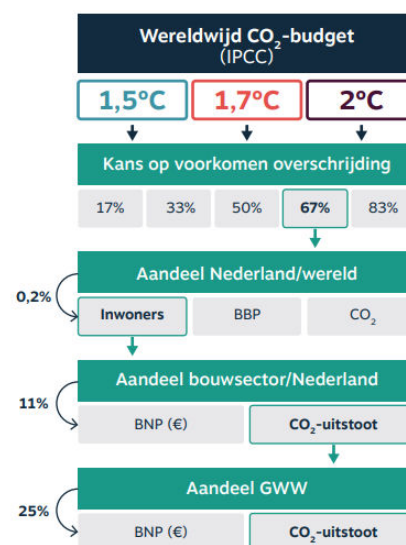 Wereldwijd CO₂-budget
(IPCC)
1,5°C 1,7°C 2°C
Kans op voorkomen overschrijding
17% 33% 50% 67% 83%
Aandeel Nederland/wereld
0,2%
Inwoners BBP CO₂
Aandeel bouwsector/Nederland
11%
BNP (€) CO₂-uitstoot
Aandeel GWW
25%
BNP (€) CO₂-uitstoot